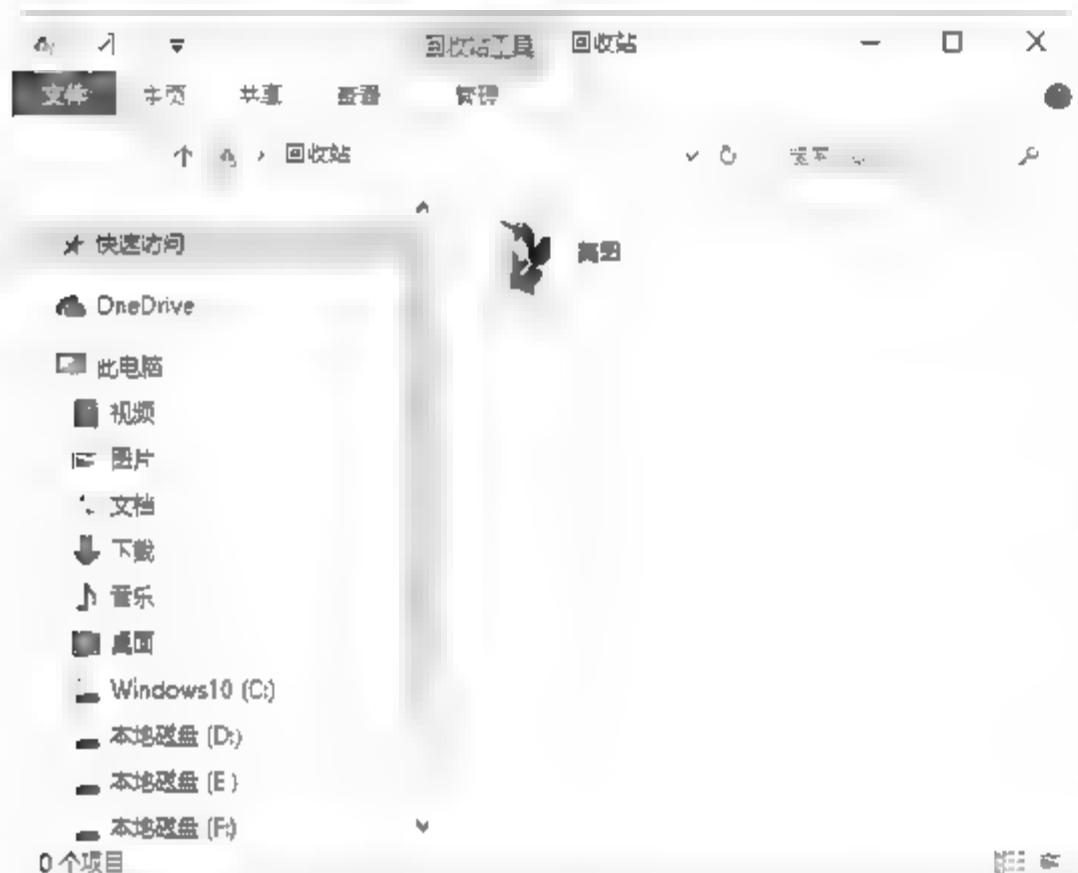 回收站工具 回收站
文件 主页 共享 查看 管理
回收站
快速访问
OneDrive
此电脑
视频
图片
文档
下载
音乐
桌面
Windows10 (C:)
本地磁盘 (D:)
本地磁盘 (E:)
本地磁盘 (F:)
0 个项目